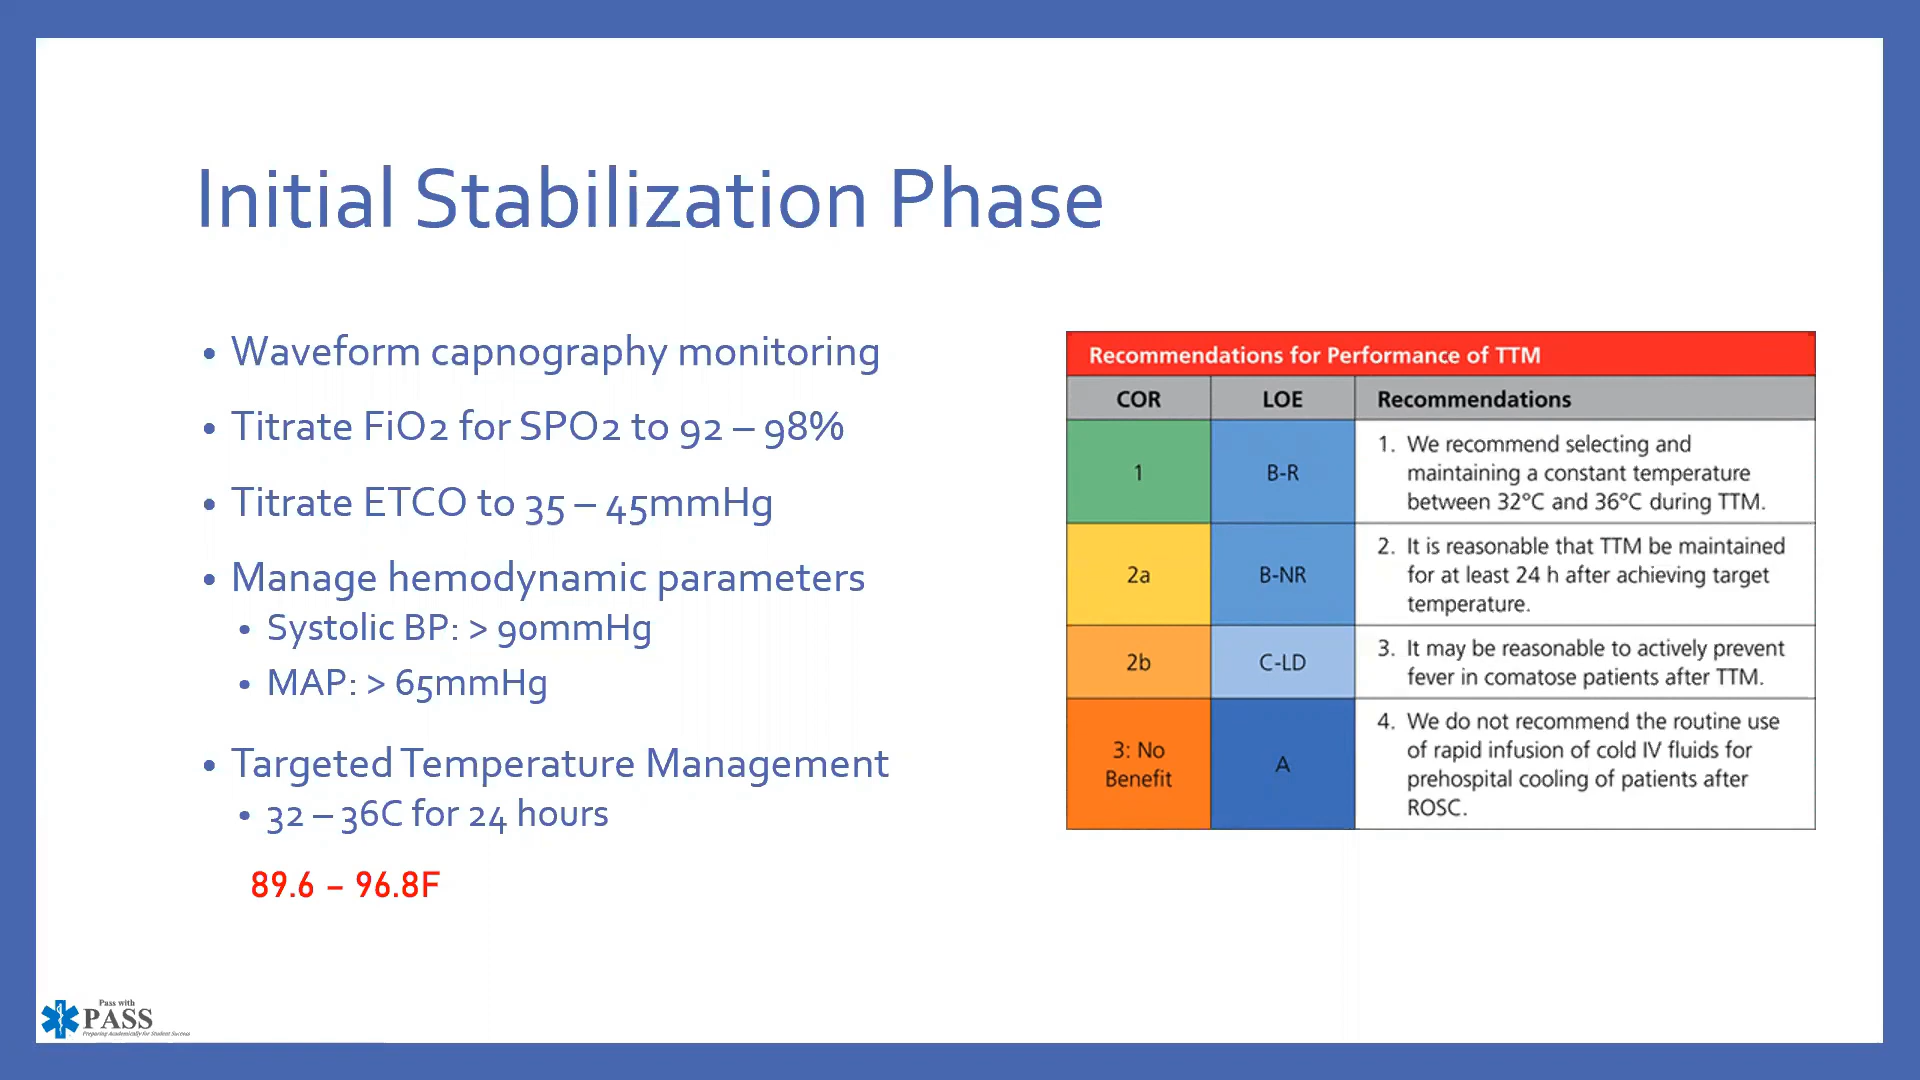 Initial Stabilization Phase
• Waveform capnography monitoring
• Titrate FiO2 for SPO2 to 92 – 98%
• Titrate ETCO to 35 – 45mmHg
• Manage hemodynamic parameters
• Systolic BP: > 90mmHg
• MAP: > 65mmHg
• Targeted Temperature Management
• 32 – 36C for 24 hours
89.6 – 96.8F
Recommendations for Performance of TTM
COR LOE Recommendations
1 B-R 1. We recommend selecting and
maintaining a constant temperature
between 32°C and 36°C during TTM.
2a B-NR 2. It is reasonable that TTM be maintained
for at least 24 h after achieving target
temperature.
2b C-LD 3. It may be reasonable to actively prevent
fever in comatose patients after TTM.
3: No
Benefit
A
4. We do not recommend the routine use
of rapid infusion of cold IV fluids for
prehospital cooling of patients after
ROSC.
Pass with
PASS
Preparing Academically for Student Success